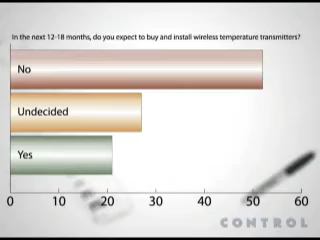 In the next 12-18 months, do you expect to buy and install wireless temperature transmitters?
No
Undecided
Yes
0 10 20 30 40 50 60
CONTROL